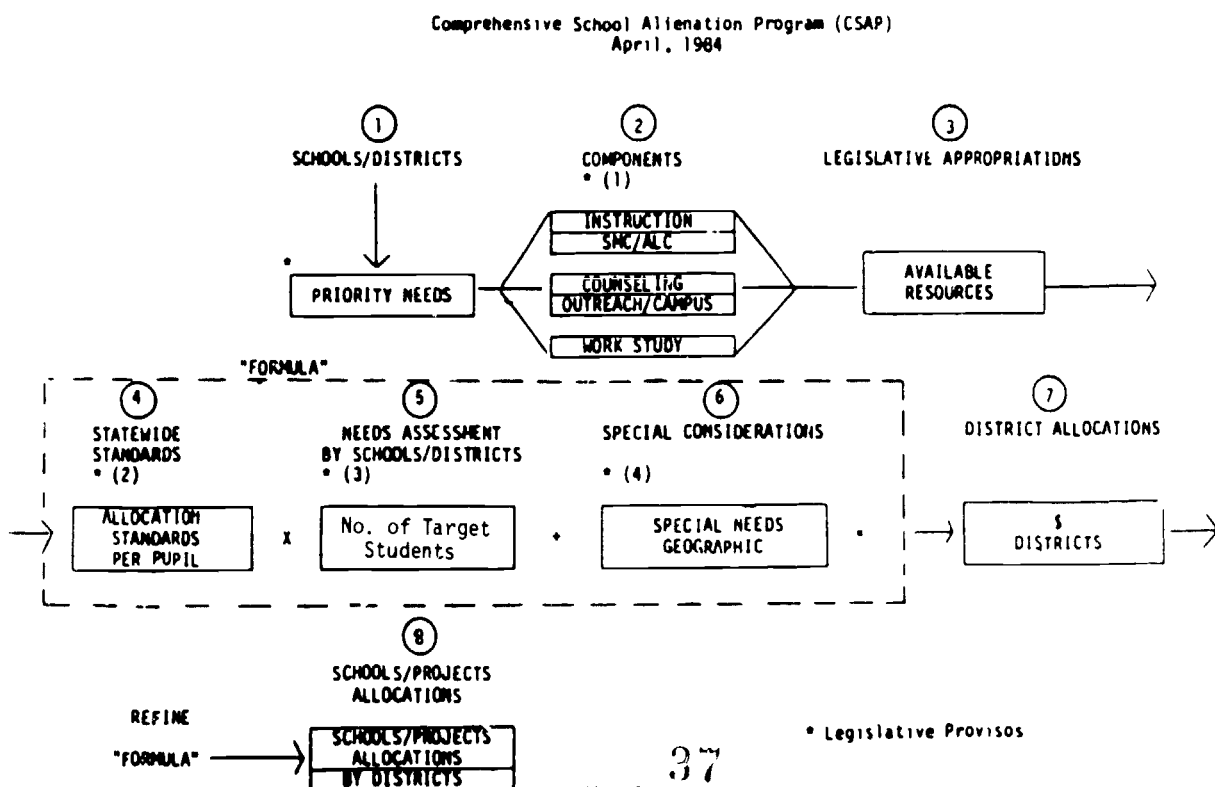 Comprehensive School Alienation Program (CSAP)
April, 1984
1
SCHOOLS/DISTRICTS
*
PRIORITY NEEDS
2
COMPONENTS
* (1)
INSTRUCTION
SMC/ALC
COUNSELING
OUTREACH/CAMPUS
WORK STUDY
3
LEGISLATIVE APPROPRIATIONS
AVAILABLE
RESOURCES
"FORMULA"
4
STATEWIDE
STANDARDS
* (2)
ALLOCATION
STANDARDS
PER PUPIL
x
5
NEEDS ASSESSMENT
BY SCHOOLS/DISTRICTS
* (3)
No. of Target
Students
+
6
SPECIAL CONSIDERATIONS
* (4)
SPECIAL NEEDS
GEOGRAPHIC
7
DISTRICT ALLOCATIONS
$
DISTRICTS
8
SCHOOLS/PROJECTS
ALLOCATIONS
REFINE
"FORMULA"
SCHOOLS/PROJECTS
ALLOCATIONS
BY DISTRICTS
* Legislative Provisos
37